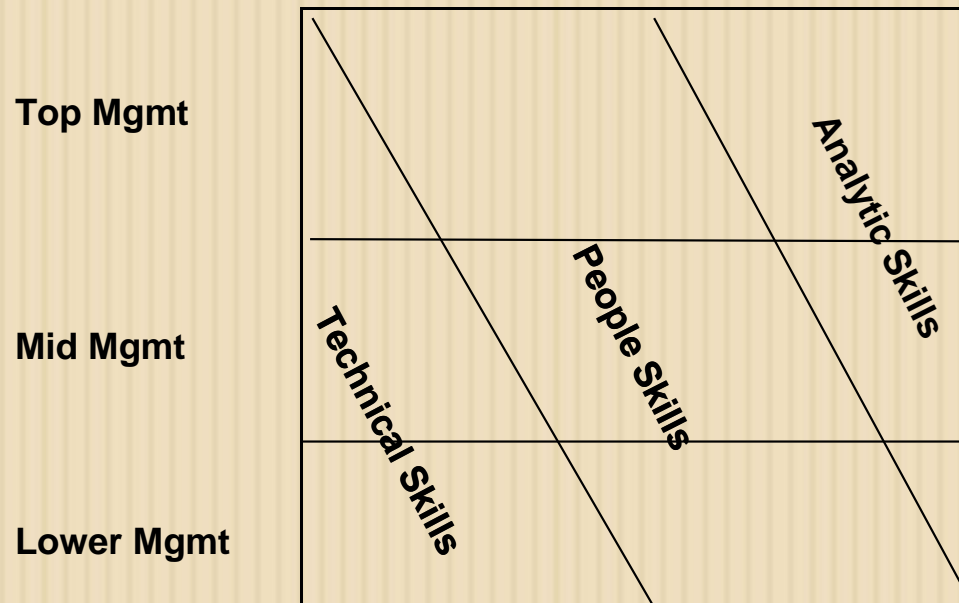 Top Mgmt
Analytic Skills
People Skills
Mid Mgmt
Technical Skills
Lower Mgmt